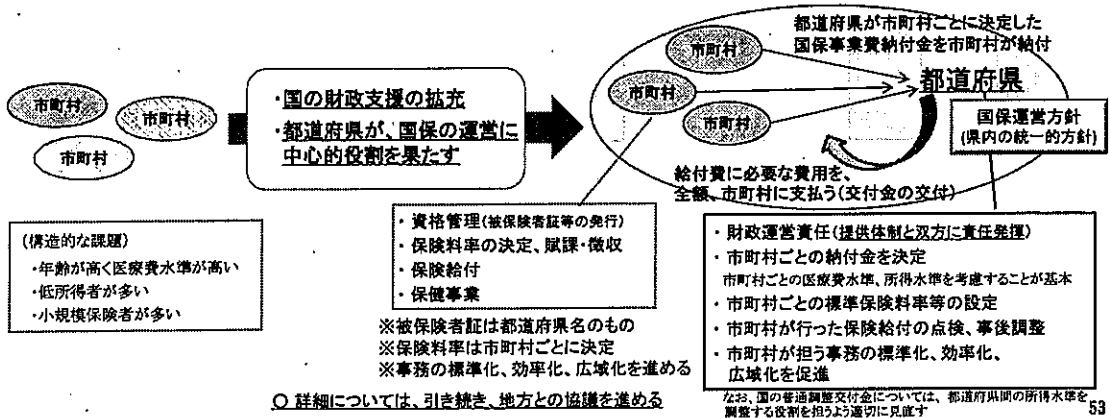 市町村
市町村
市町村
(構造的な課題)
・年齢が高く医療費水準が高い
・低所得者が多い
・小規模保険者が多い
・国の財政支援の拡充
・都道府県が、国保の運営に
中心的役割を果たす
都道府県が市町村ごとに決定した
国保事業費納付金を市町村が納付
市町村
市町村
市町村
都道府県
国保運営方針
(県内の統一的方針)
給付費に必要な費用を、
全額、市町村に支払う(交付金の交付)
・ 資格管理(被保険者証等の発行)
・ 保険料率の決定、賦課・徴収
・ 保険給付
・ 保健事業
※被保険者証は都道府県名のもの
※保険料率は市町村ごとに決定
※事務の標準化、効率化、広域化を進める
・ 財政運営責任(提供体制と双方に責任発揮)
・ 市町村ごとの納付金を決定
市町村ごとの医療費水準、所得水準を考慮することが基本
・ 市町村ごとの標準保険料率等の設定
・ 市町村が行った保険給付の点検、事後調整
・ 市町村が担う事務の標準化、効率化、
広域化を促進
〇 詳細については、引き続き、地方との協議を進める
なお、国の普通調整交付金については、都道府県間の所得水準を
調整する役割を担うよう適切に見直す
53